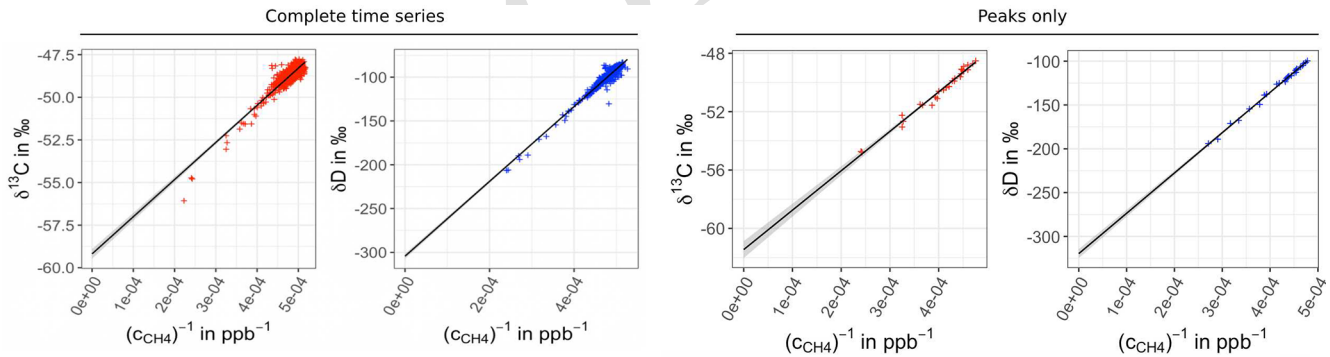 Complete time series
Peaks only
-47.5
-50.0
-52.5
-55.0
-57.5
-60.0
δ¹³C in ‰
0e+00
1e-04
2e-04
3e-04
4e-04
5e-04
(cCH4)⁻¹ in ppb⁻¹
-100
-150
-200
-250
-300
δD in ‰
0e+00
2e-04
4e-04
(cCH4)⁻¹ in ppb⁻¹
-48
-52
-56
-60
δ¹³C in ‰
0e+00
1e-04
2e-04
3e-04
4e-04
(cCH4)⁻¹ in ppb⁻¹
-100
-150
-200
-250
-300
δD in ‰
0e+00
1e-04
2e-04
3e-04
4e-04
5e-04
(cCH4)⁻¹ in ppb⁻¹